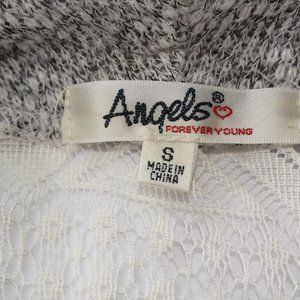 Angels®
FOREVER YOUNG
S
MADE IN
CHINA